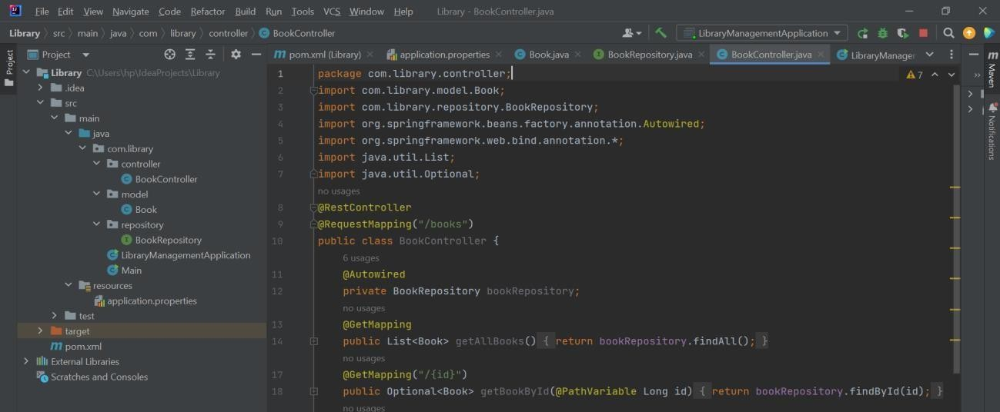 File Edit View Navigate Code Refactor Build Run Tools VCS Window Help Library - BookController.java
Library src main java com library controller BookController LibraryManagementApplication
Project
Project
pom.xml (Library) application.properties Book.java BookRepository.java BookController.java LibraryManager
Maven
Notifications
Library C:\Users\hp\IdeaProjects\Library
.idea
src
main
java
com.library
controller
BookController
model
Book
repository
BookRepository
LibraryManagementApplication
Main
resources
application.properties
test
target
pom.xml
External Libraries
Scratches and Consoles
7
1 package com.library.controller;
2 import com.library.model.Book;
3 import com.library.repository.BookRepository;
4 import org.springframework.beans.factory.annotation.Autowired;
5 import org.springframework.web.bind.annotation.*;
6 import java.util.List;
7 import java.util.Optional;
no usages
8 @RestController
9 @RequestMapping("/books")
10 public class BookController {
6 usages
11 @Autowired
12 private BookRepository bookRepository;
no usages
13 @GetMapping
14 public List<Book> getAllBooks() { return bookRepository.findAll(); }
no usages
17 @GetMapping("/{id}")
18 public Optional<Book> getBookById(@PathVariable Long id) { return bookRepository.findById(id); }
no usages